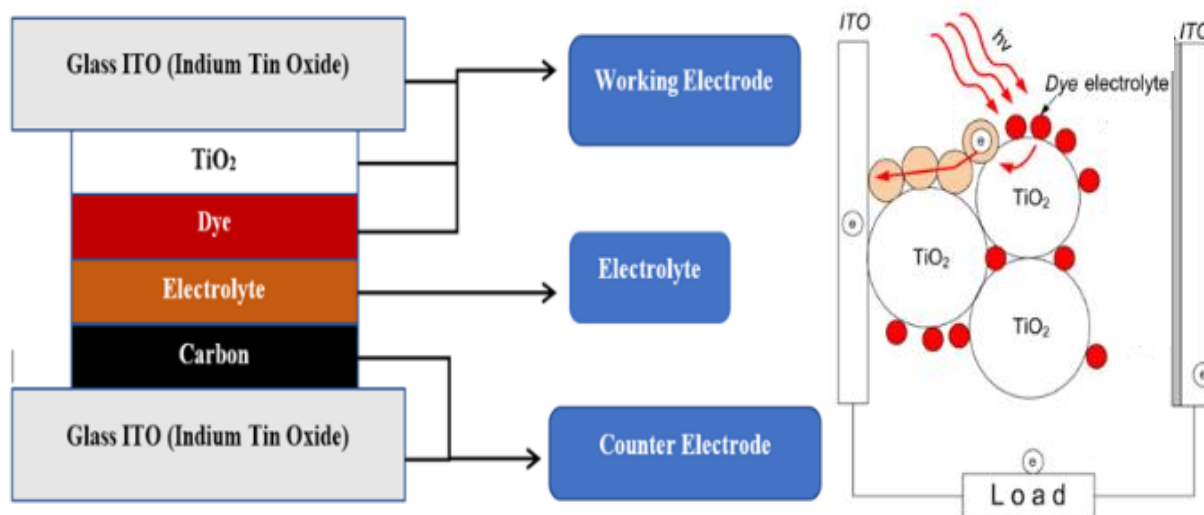 Glass ITO (Indium Tin Oxide)
TiO₂
Dye
Electrolyte
Carbon
Glass ITO (Indium Tin Oxide)
Working Electrode
Electrolyte
Counter Electrode
ITO
hv
ITO
Dye electrolyte
e
TiO₂
e
TiO₂
TiO₂
e
e
Load